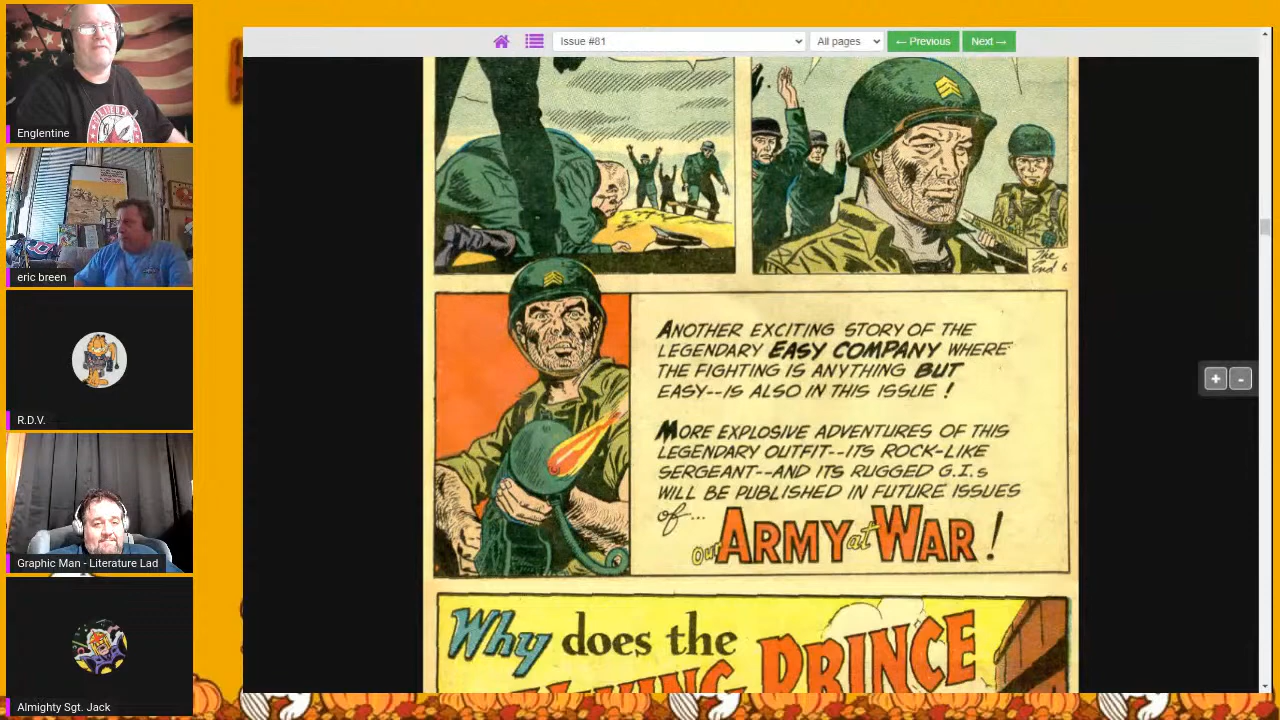 Issue #81
All pages
← Previous
Next →
Englentine
eric breen
R.D.V.
Graphic Man - Literature Lad
Almighty Sgt. Jack
The
End 6
ANOTHER EXCITING STORY OF THE
LEGENDARY EASY COMPANY WHERE
THE FIGHTING IS ANYTHING BUT
EASY--IS ALSO IN THIS ISSUE!
MORE EXPLOSIVE ADVENTURES OF THIS
LEGENDARY OUTFIT--ITS ROCK-LIKE
SERGEANT--AND ITS RUGGED G.I.s
WILL BE PUBLISHED IN FUTURE ISSUES
of...
Our ARMY at WAR!
Why does the
PRINCE
+ -